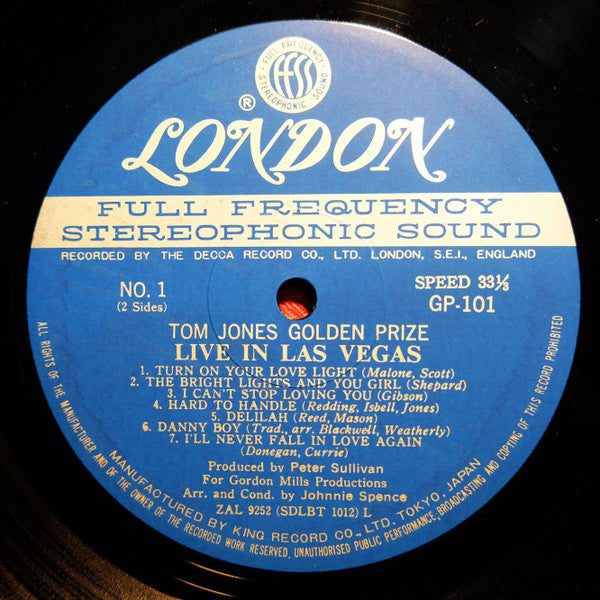 FULL FREQUENCY
ffss
STEREOPHONIC SOUND
®
LONDON
FULL FREQUENCY
STEREOPHONIC SOUND
RECORDED BY THE DECCA RECORD CO., LTD. LONDON, S.E.I., ENGLAND
NO. 1
(2 Sides)
SPEED 33⅓
GP-101
TOM JONES GOLDEN PRIZE
LIVE IN LAS VEGAS
1. TURN ON YOUR LOVE LIGHT (Malone, Scott)
2. THE BRIGHT LIGHTS AND YOU GIRL (Shepard)
3. I CAN'T STOP LOVING YOU (Gibson)
4. HARD TO HANDLE (Redding, Isbell, Jones)
5. DELILAH (Reed, Mason)
6. DANNY BOY (Trad., arr. Blackwell, Weatherly)
7. I'LL NEVER FALL IN LOVE AGAIN
(Donegan, Currie)
Produced by Peter Sullivan
For Gordon Mills Productions
Arr. and Cond. by Johnnie Spence
ZAL 9252 (SDLBT 1012) L
MANUFACTURED BY KING RECORD CO., LTD. TOKYO, JAPAN
ALL RIGHTS OF THE MANUFACTURER AND OF THE OWNER OF THE RECORDED WORK RESERVED, UNAUTHORISED PUBLIC PERFORMANCE, BROADCASTING AND COPYING OF THIS RECORD PROHIBITED